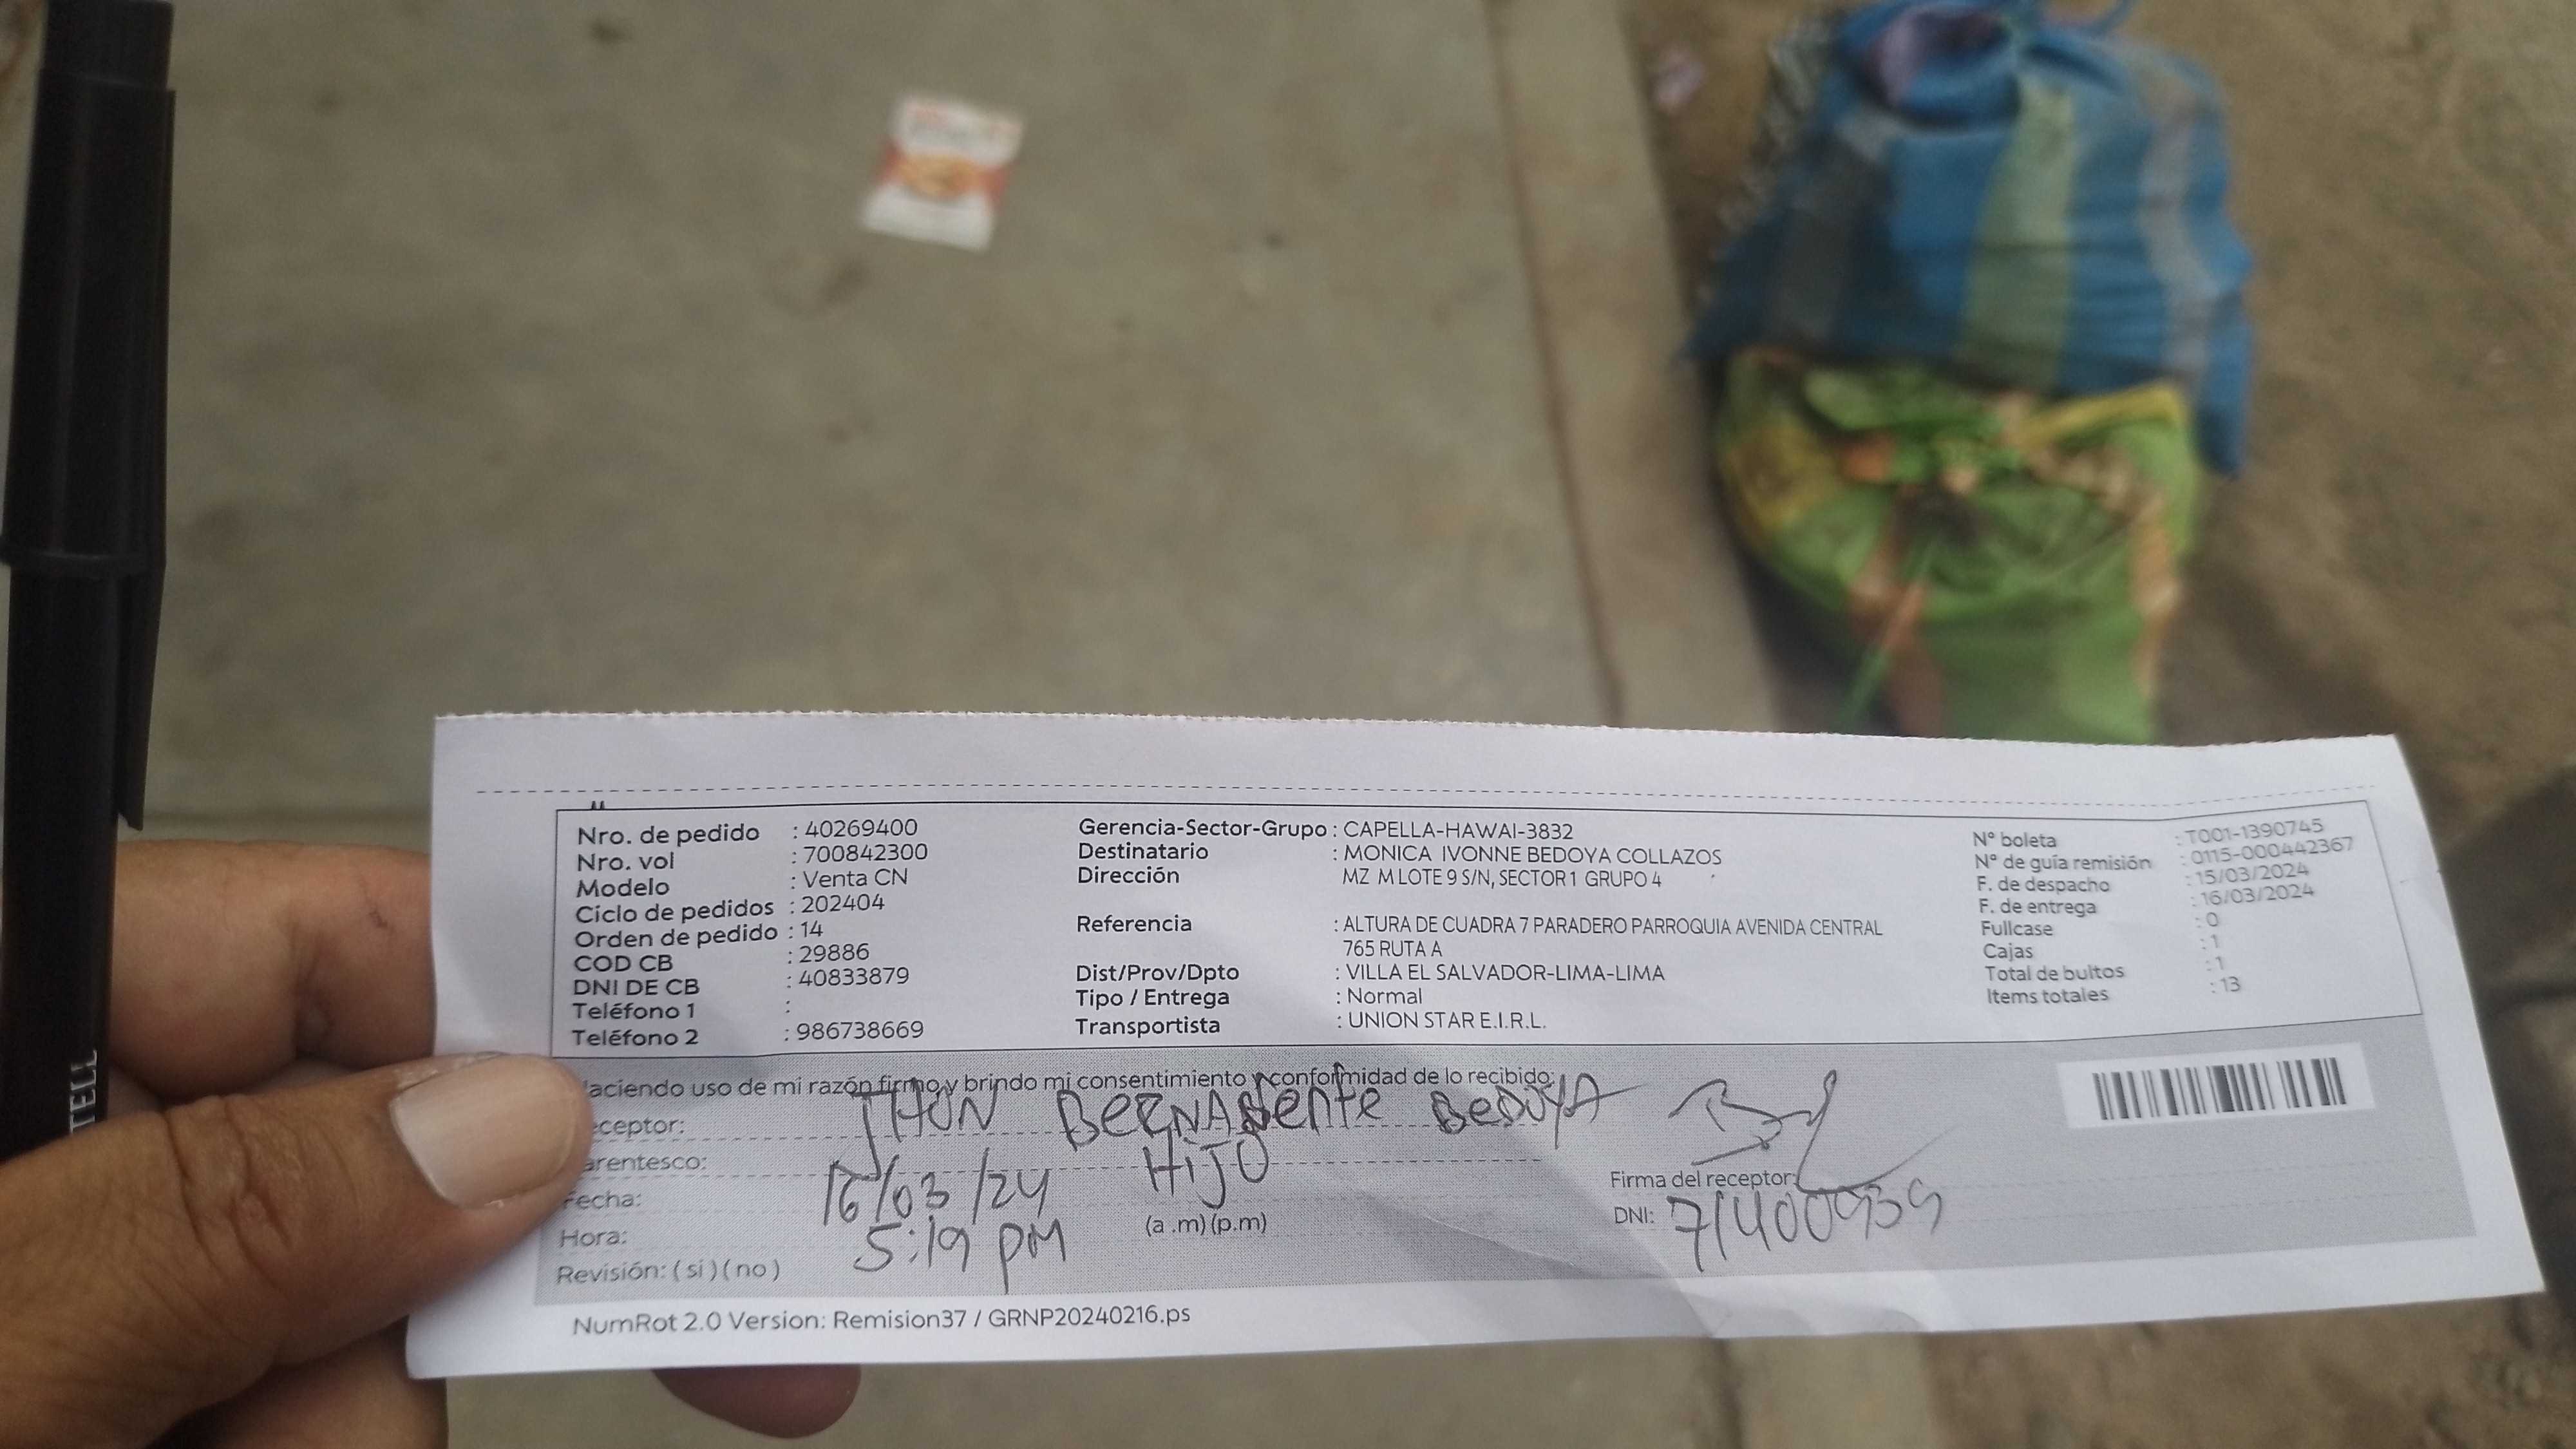 TELL
Nro. de pedido : 40269400
Nro. vol : 700842300
Modelo : Venta CN
Ciclo de pedidos : 202404
Orden de pedido : 14
COD CB : 29886
DNI DE CB : 40833879
Teléfono 1 :
Teléfono 2 : 986738669
Gerencia-Sector-Grupo : CAPELLA-HAWAI-3832
Destinatario : MONICA IVONNE BEDOYA COLLAZOS
Dirección MZ M LOTE 9 S/N, SECTOR 1 GRUPO 4
Referencia : ALTURA DE CUADRA 7 PARADERO PARROQUIA AVENIDA CENTRAL
765 RUTA A
Dist/Prov/Dpto : VILLA EL SALVADOR-LIMA-LIMA
Tipo / Entrega : Normal
Transportista : UNION STAR E.I.R.L.
N° boleta : T001-1390745
N° de guía remisión : 0115-000442367
F. de despacho : 15/03/2024
F. de entrega : 16/03/2024
Fullcase : 0
Cajas : 1
Total de bultos : 1
Items totales : 13
aciendo uso de mi razón firmo y brindo mi consentimiento y conformidad de lo recibido:
eceptor: JHON BERNABENTE BEDOYA
arentesco: HIJO
Fecha: 16/03/24
Hora: 5:19 pM (a .m) (p.m)
Revisión: ( si ) ( no )
Firma del receptor:
DNI:
NumRot 2.0 Version: Remision37 / GRNP20240216.ps